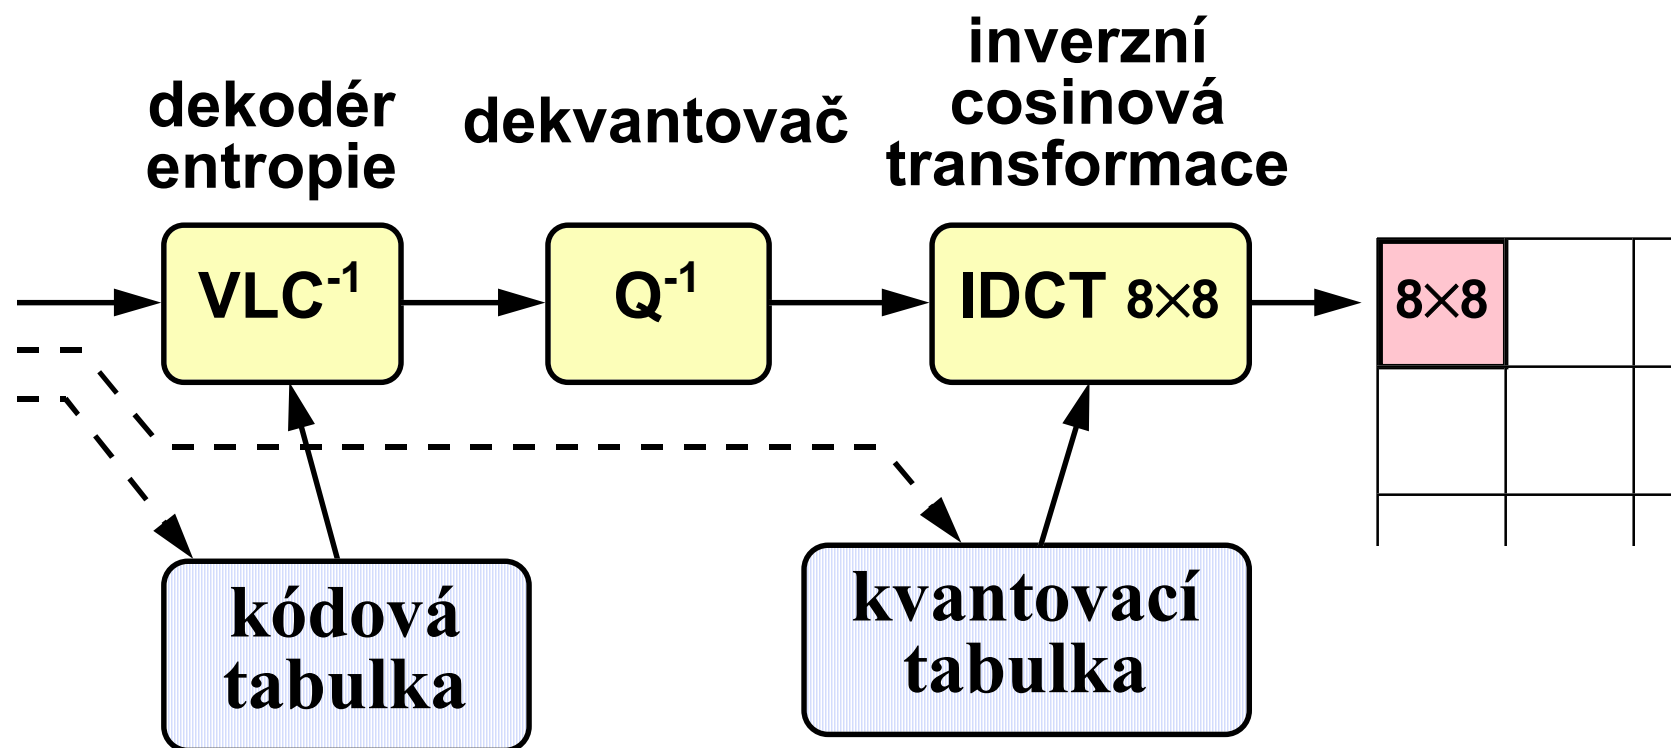 dekodér
entropie
dekvantovač
inverzní
cosinová
transformace
VLC⁻¹
Q⁻¹
IDCT 8×8
8×8
kódová
tabulka
kvantovací
tabulka